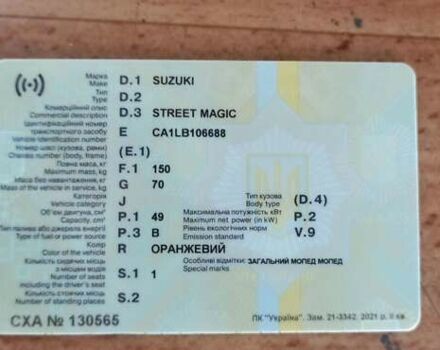 Марка D.1 SUZUKI
Make
Тип D.2
Type
Комерційний опис D.3 STREET MAGIC
Commercial description
Ідентифікаційний номер
транспортного засобу E CA1LB106688
Vehicle identification number
Номер шасі (кузова, рами) (E.1)
Chassis number (body, frame)
Повна маса, кг F.1 150
Maximum mass, kg
Маса без навантаження, кг G 70
Mass of the vehicle in service, kg
Категорія J Тип кузова (D.4)
Vehicle category Body type
Об'єм двигуна, см³ P.1 49 Максимальна потужність кВт P.2
Capacity, cm³ Maximum net power (in kW)
Тип палива або джерело енергії P.3 B Рівень екологічних норм V.9
Type of fuel or power source Emission standard
Колір R ОРАНЖЕВИЙ
Color of the vehicle
Кількість сидячих місць Особливі відмітки: ЗАГАЛЬНИЙ МОПЕД МОПЕД
з місцем водія Special marks
Number of seats S.1 1
including the driver's seat
Кількість стоячих місць S.2
Number of standing places
СХА № 130565 ПК "Україна". Зам. 21-3342. 2021 р. II кв.